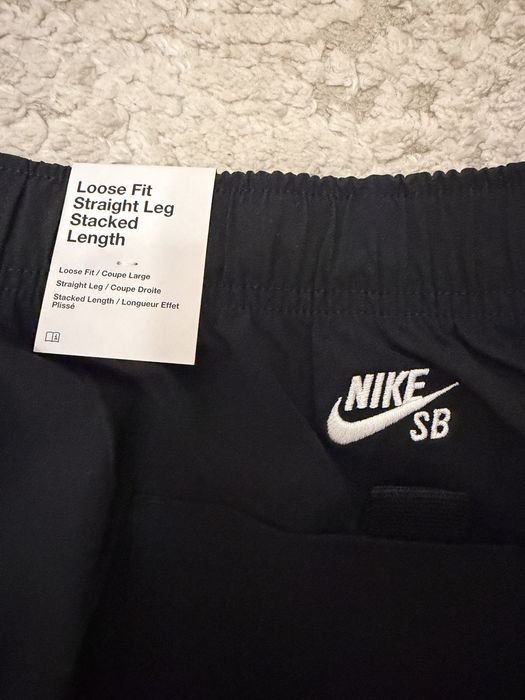 Loose Fit
Straight Leg
Stacked
Length
Loose Fit / Coupe Large
Straight Leg / Coupe Droite
Stacked Length / Longueur Effet
Plissé
NIKE
SB